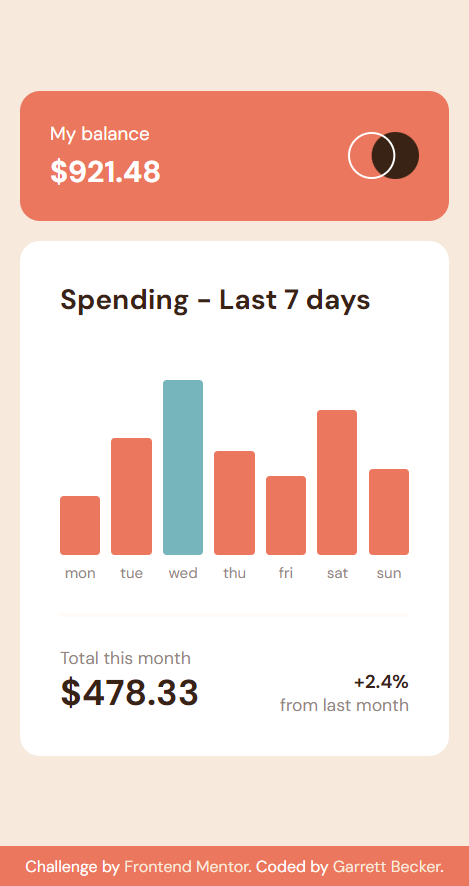 My balance
$921.48
Spending - Last 7 days
mon tue wed thu fri sat sun
Total this month
$478.33
+2.4%
from last month
Challenge by Frontend Mentor. Coded by Garrett Becker.